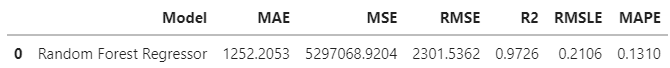 Model MAE MSE RMSE R2 RMSLE MAPE
0 Random Forest Regressor 1252.2053 5297068.9204 2301.5362 0.9726 0.2106 0.1310